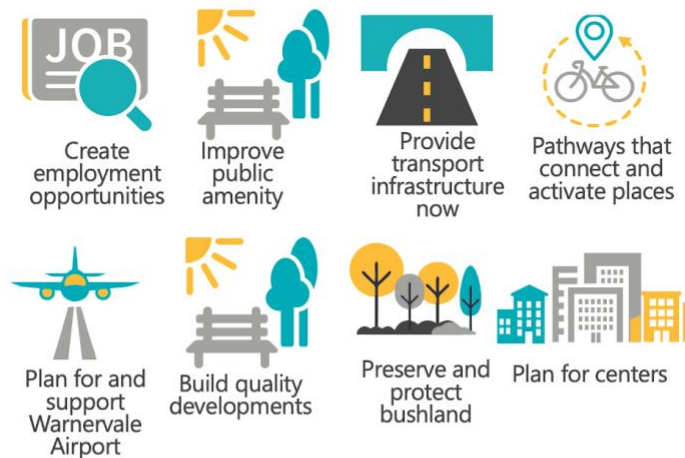 JOB
Create
employment
opportunities
Improve
public
amenity
Provide
transport
infrastructure
now
Pathways that
connect and
activate places
Plan for and
support
Warnervale
Airport
Build quality
developments
Preserve and
protect
bushland
Plan for centers